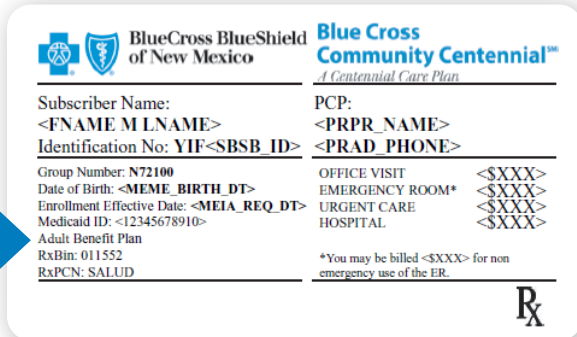 BlueCross BlueShield
of New Mexico
Blue Cross
Community Centennial℠
A Centennial Care Plan
Subscriber Name:
<FNAME M LNAME>
Identification No: YIF<SBSB_ID>
PCP:
<PRPR_NAME>
<PRAD_PHONE>
Group Number: N72100
Date of Birth: <MEME_BIRTH_DT>
Enrollment Effective Date: <MEIA_REQ_DT>
Medicaid ID: <12345678910>
Adult Benefit Plan
RxBin: 011552
RxPCN: SALUD
OFFICE VISIT <$XXX>
EMERGENCY ROOM* <$XXX>
URGENT CARE <$XXX>
HOSPITAL <$XXX>
*You may be billed <$XXX> for non
emergency use of the ER.
Rx